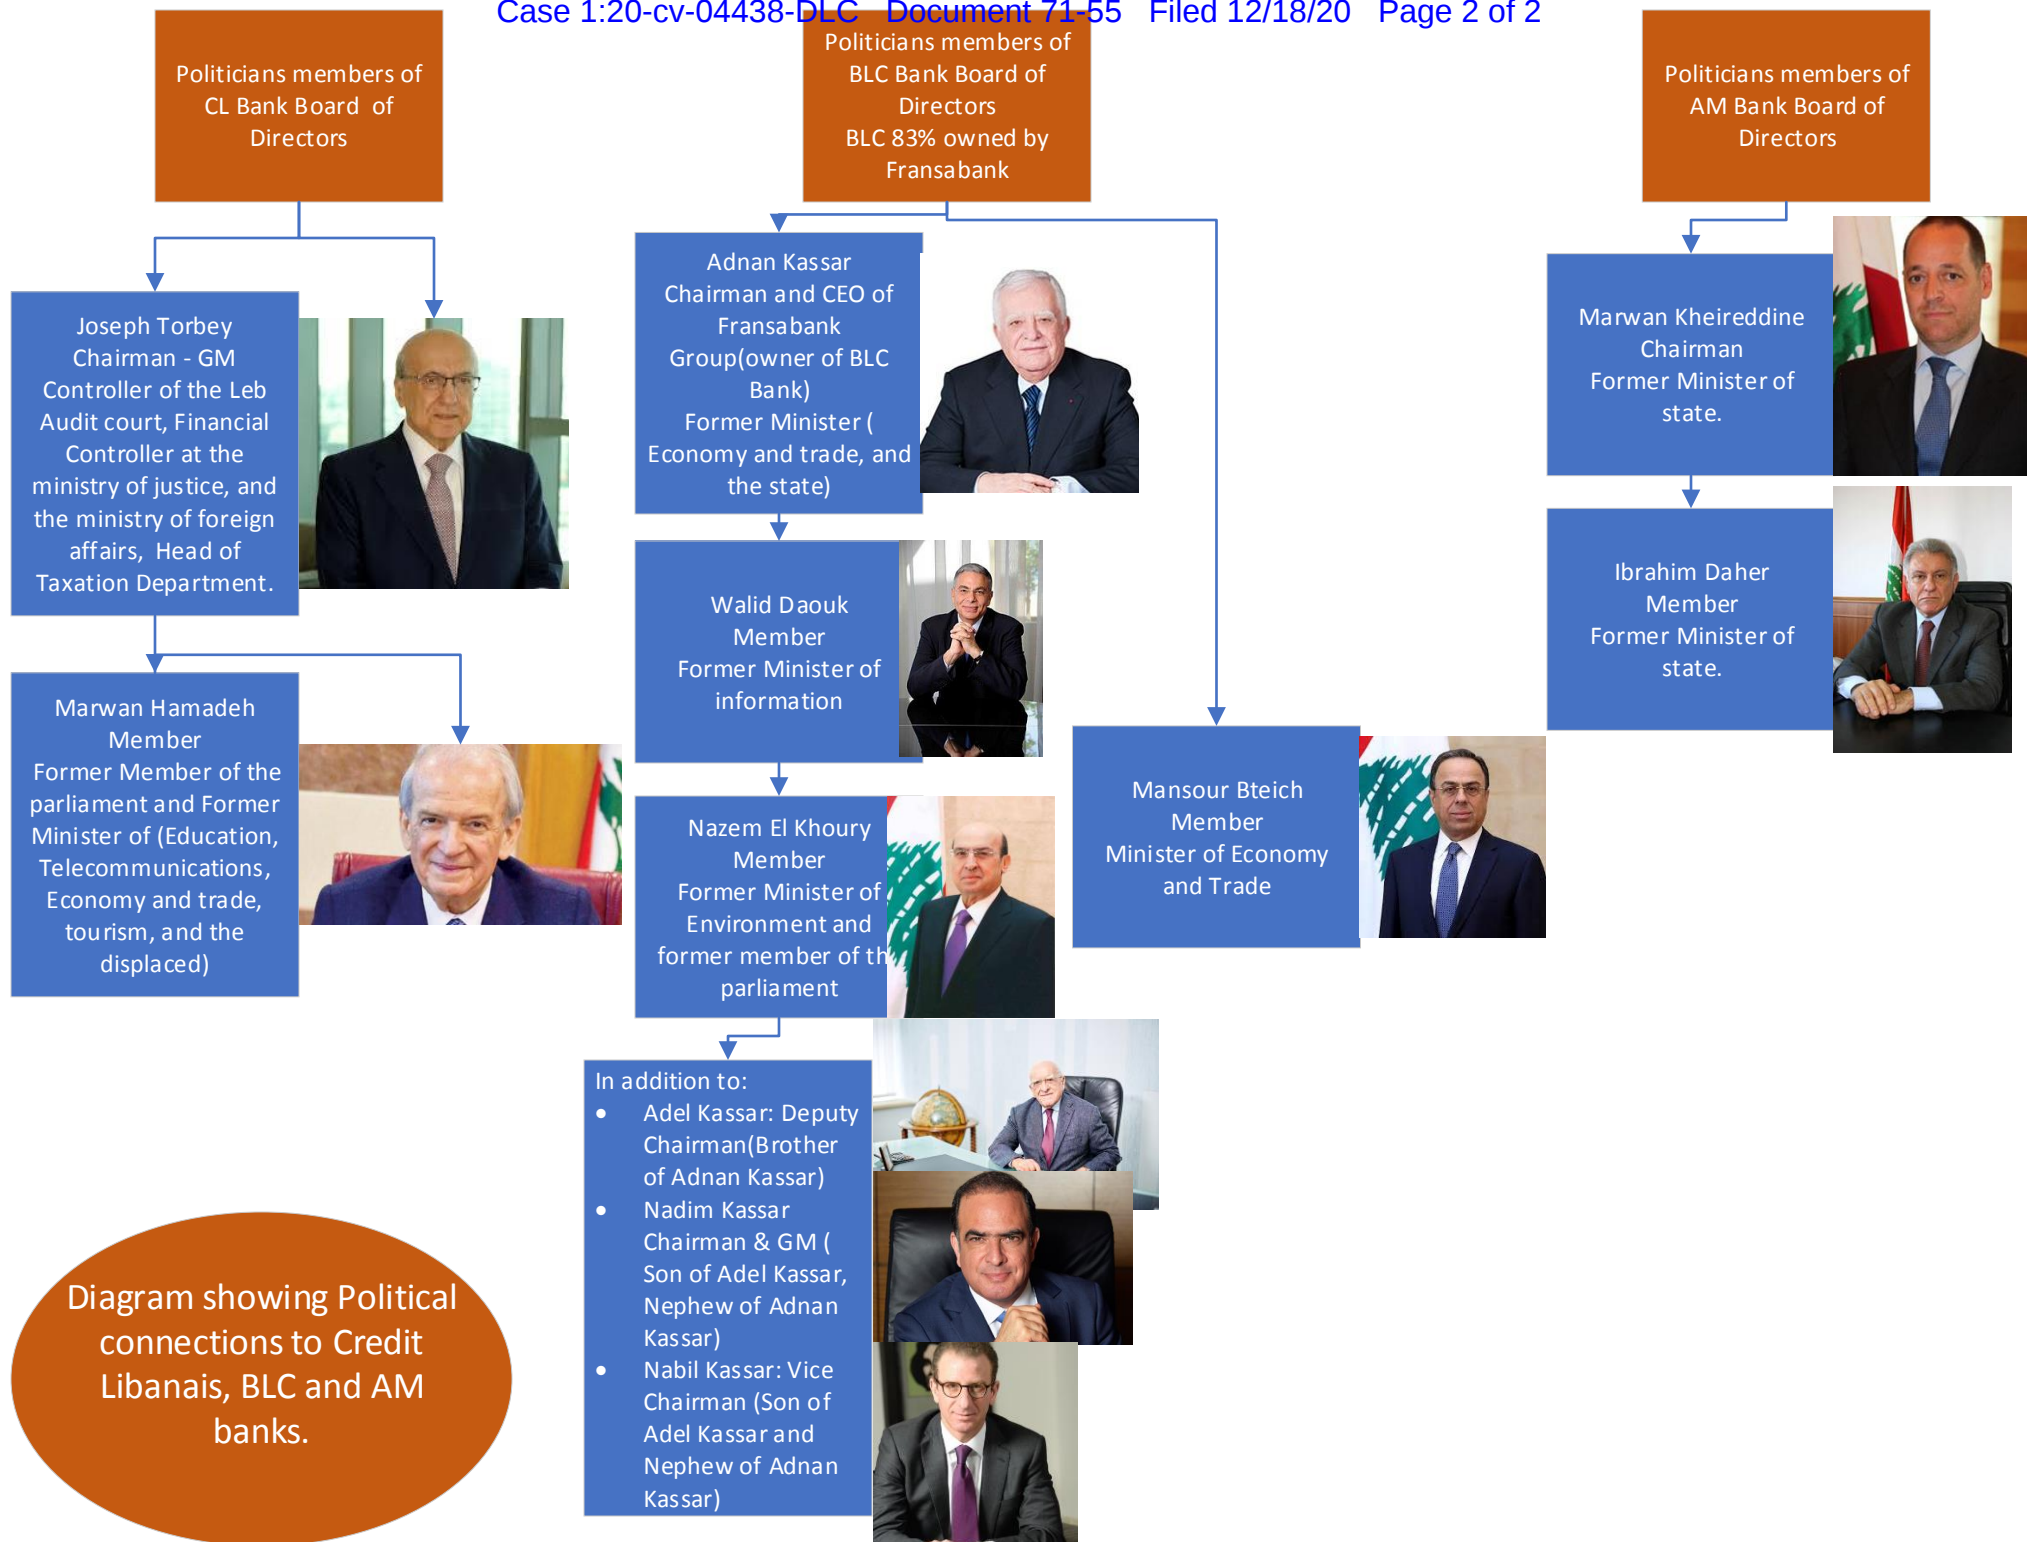 Case 1:20-cv-04438-DLC Document 71-55 Filed 12/18/20 Page 2 of 2
Politicians members of
CL Bank Board of
Directors
Joseph Torbey
Chairman - GM
Controller of the Leb
Audit court, Financial
Controller at the
ministry of justice, and
the ministry of foreign
affairs, Head of
Taxation Department.
Marwan Hamadeh
Member
Former Member of the
parliament and Former
Minister of (Education,
Telecommunications,
Economy and trade,
tourism, and the
displaced)
Politicians members of
BLC Bank Board of
Directors
BLC 83% owned by
Fransabank
Adnan Kassar
Chairman and CEO of
Fransabank
Group(owner of BLC
Bank)
Former Minister (
Economy and trade, and
the state)
Walid Daouk
Member
Former Minister of
information
Nazem El Khoury
Member
Former Minister of
Environment and
former member of th
parliament
In addition to:
• Adel Kassar: Deputy
Chairman(Brother
of Adnan Kassar)
• Nadim Kassar
Chairman & GM (
Son of Adel Kassar,
Nephew of Adnan
Kassar)
• Nabil Kassar: Vice
Chairman (Son of
Adel Kassar and
Nephew of Adnan
Kassar)
Mansour Bteich
Member
Minister of Economy
and Trade
Politicians members of
AM Bank Board of
Directors
Marwan Kheireddine
Chairman
Former Minister of
state.
Ibrahim Daher
Member
Former Minister of
state.
Diagram showing Political
connections to Credit
Libanais, BLC and AM
banks.